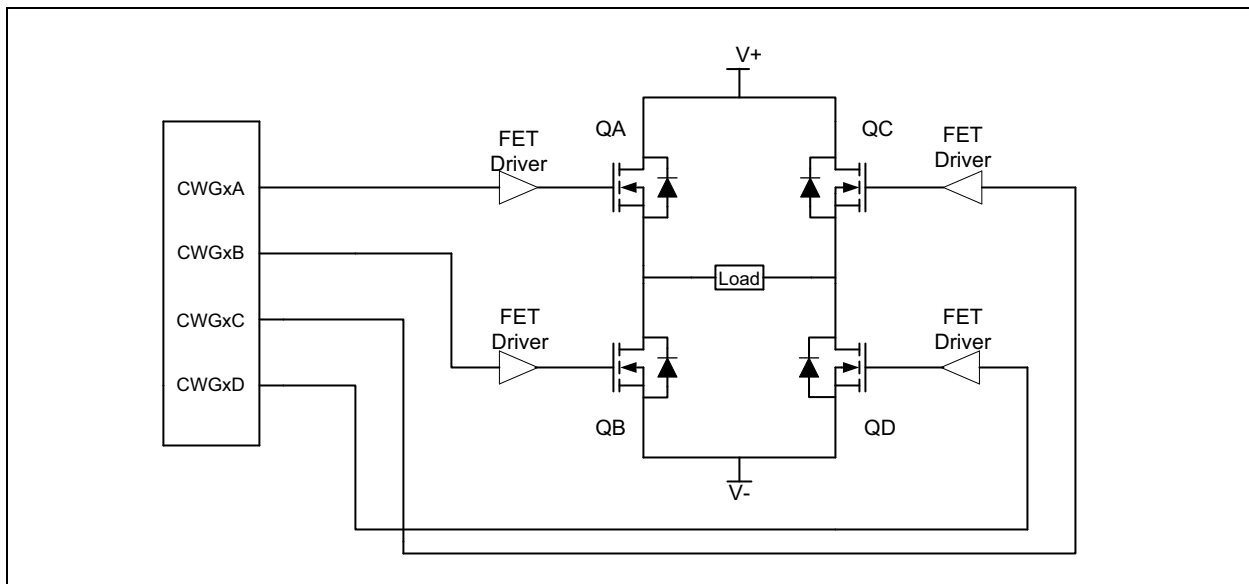 V+
QA
QC
FET
Driver
FET
Driver
CWGxA
CWGxB
Load
CWGxC
FET
Driver
FET
Driver
CWGxD
QB
QD
V-